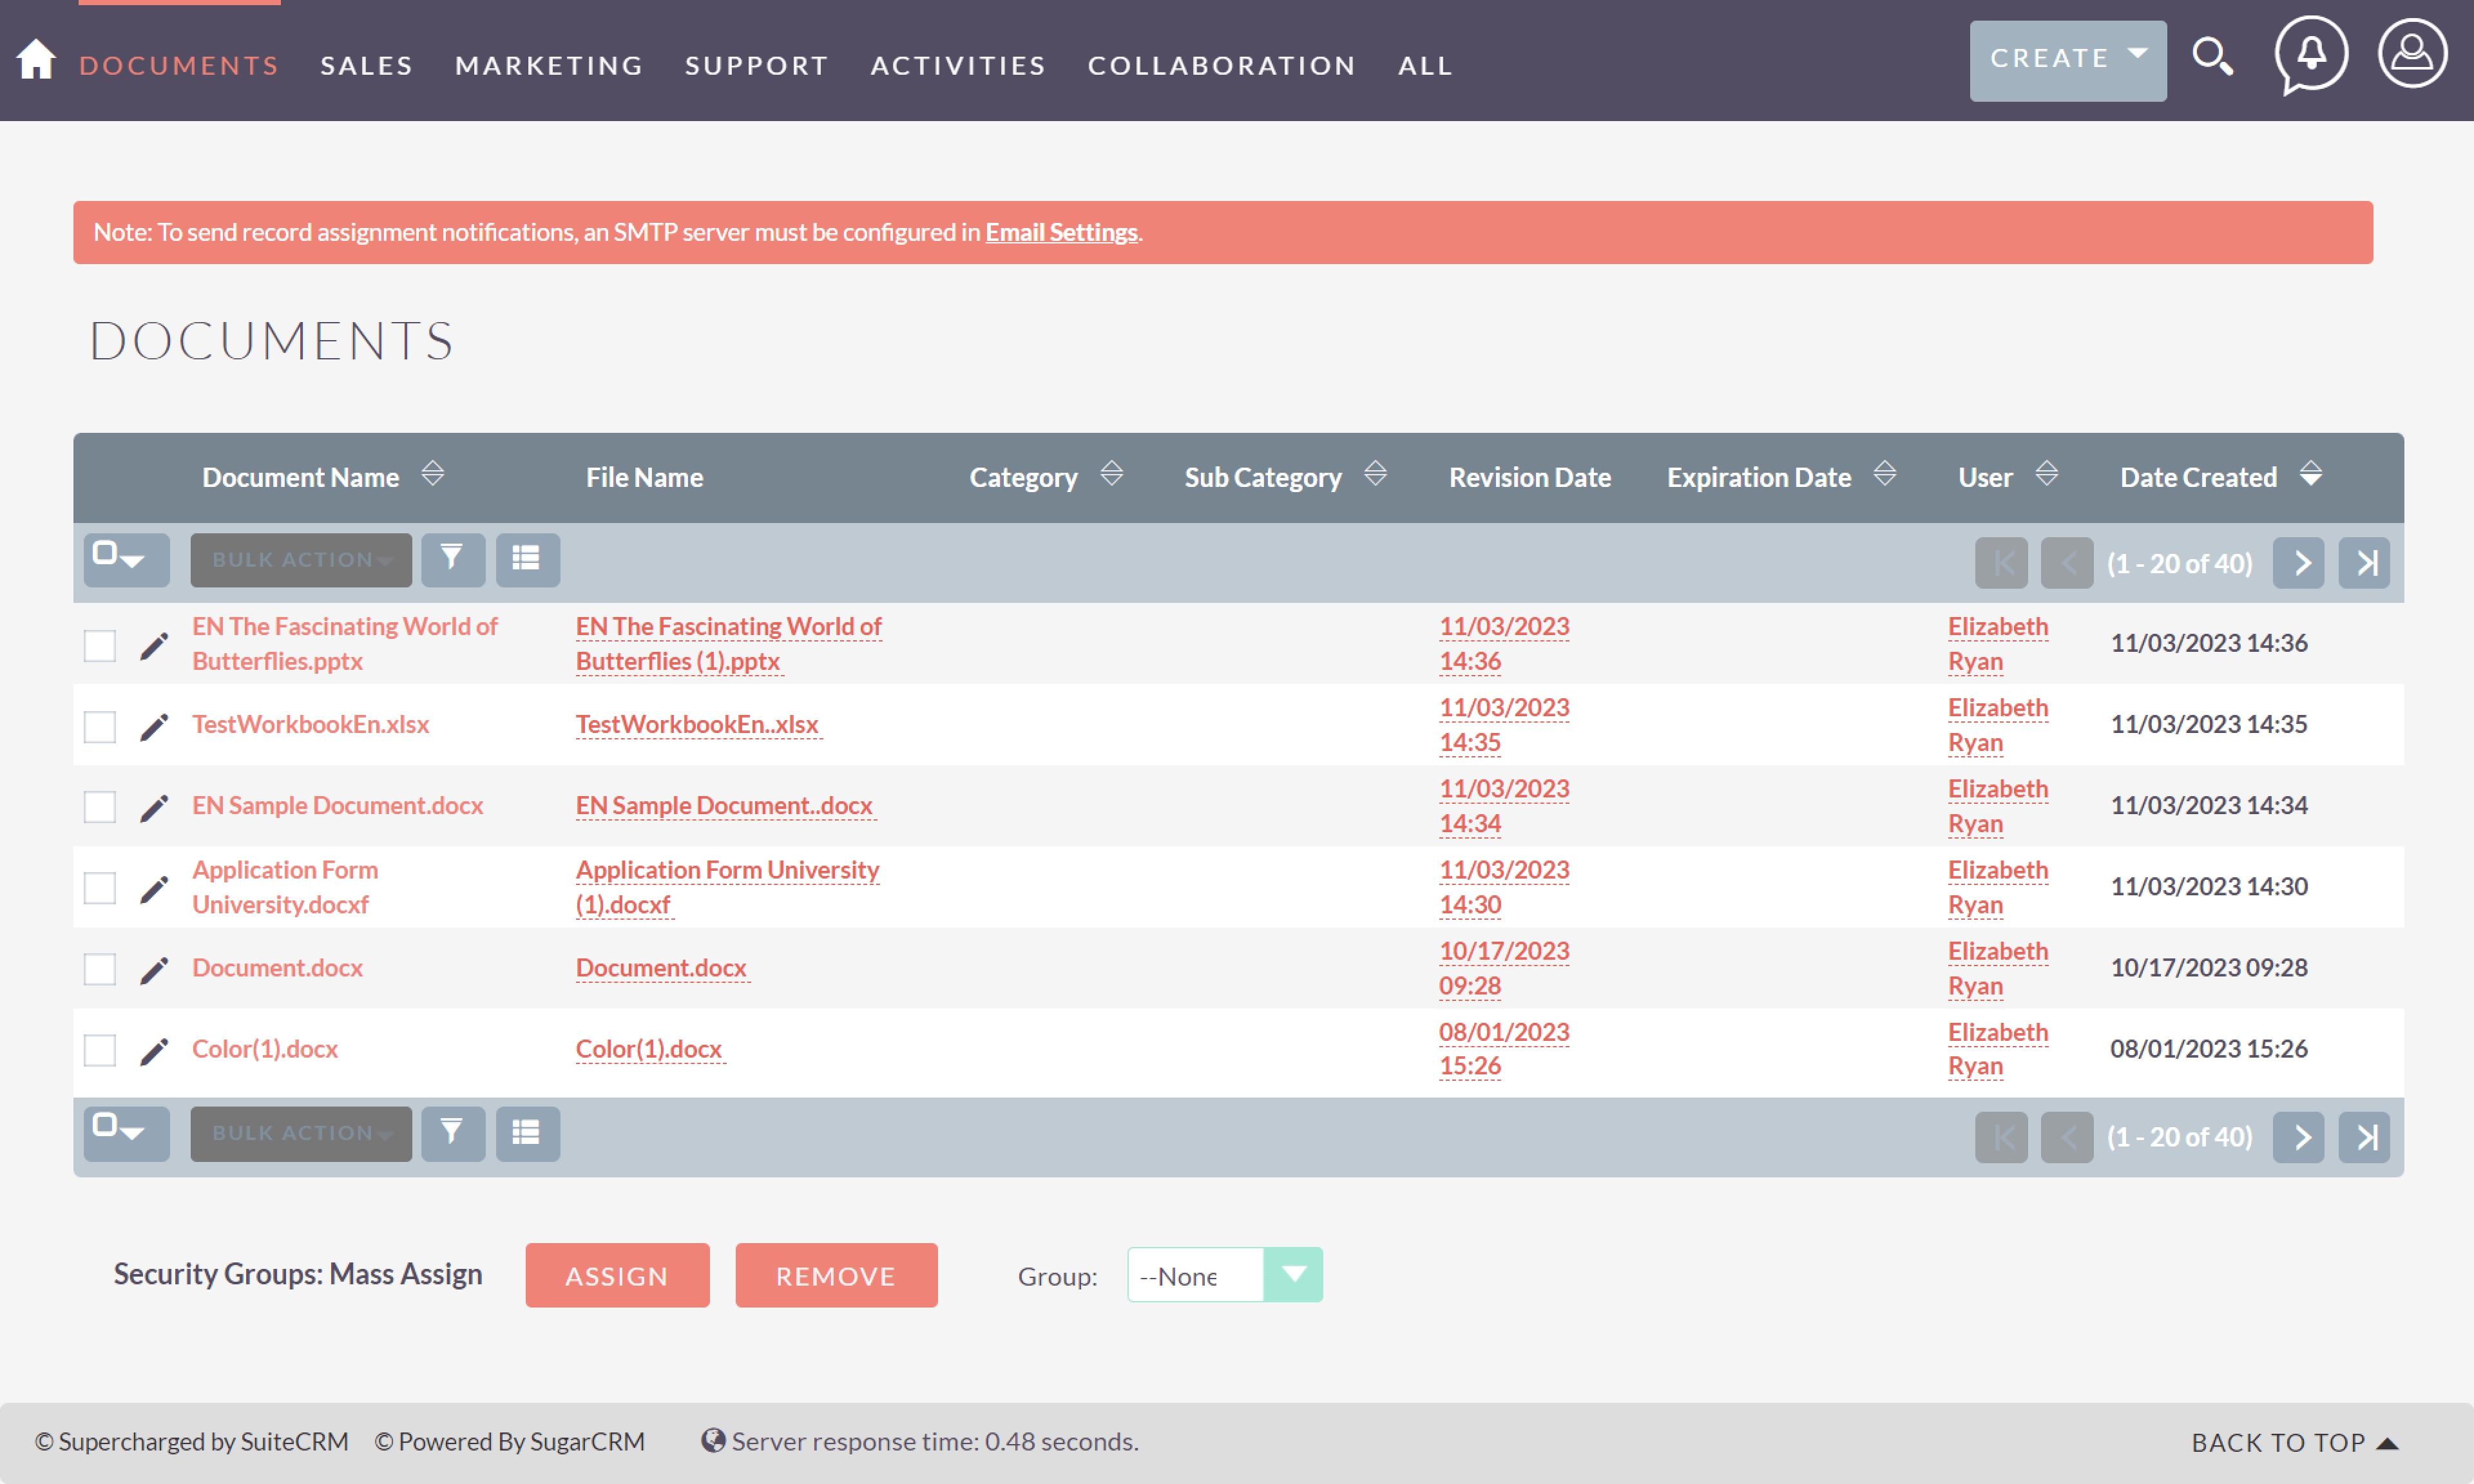 DOCUMENTS SALES MARKETING SUPPORT ACTIVITIES COLLABORATION ALL CREATE
Note: To send record assignment notifications, an SMTP server must be configured in Email Settings.
DOCUMENTS
Document Name File Name Category Sub Category Revision Date Expiration Date User Date Created
BULK ACTION (1 - 20 of 40)
EN The Fascinating World of Butterflies.pptx EN The Fascinating World of Butterflies (1).pptx 11/03/2023 14:36 Elizabeth Ryan 11/03/2023 14:36
TestWorkbookEn.xlsx TestWorkbookEn..xlsx 11/03/2023 14:35 Elizabeth Ryan 11/03/2023 14:35
EN Sample Document.docx EN Sample Document..docx 11/03/2023 14:34 Elizabeth Ryan 11/03/2023 14:34
Application Form University.docxf Application Form University (1).docxf 11/03/2023 14:30 Elizabeth Ryan 11/03/2023 14:30
Document.docx Document.docx 10/17/2023 09:28 Elizabeth Ryan 10/17/2023 09:28
Color(1).docx Color(1).docx 08/01/2023 15:26 Elizabeth Ryan 08/01/2023 15:26
BULK ACTION (1 - 20 of 40)
Security Groups: Mass Assign ASSIGN REMOVE Group: --None
© Supercharged by SuiteCRM © Powered By SugarCRM Server response time: 0.48 seconds. BACK TO TOP